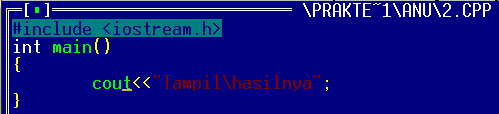 [▪] \PRAKTE~1\ANU\2.CPP
#include <iostream.h>
int main()
{
cout<<"Tampil\hasilnya";
}